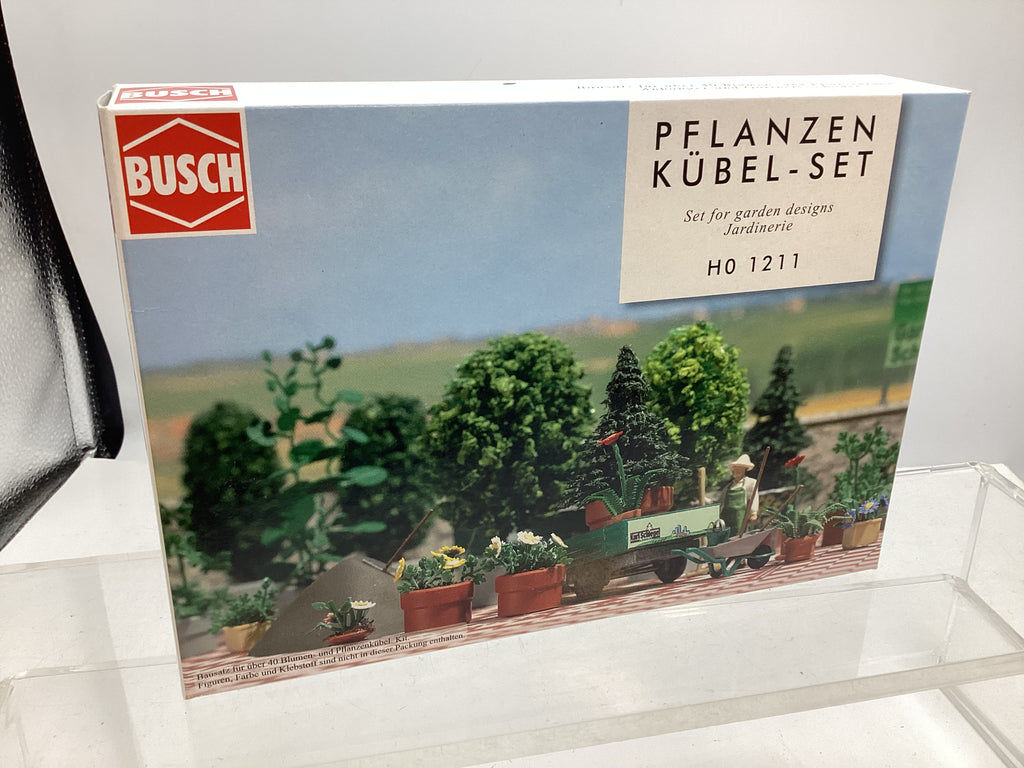 BUSCH
BUSCH
PFLANZEN
KÜBEL-SET
Set for garden designs
Jardinerie
H0 1211
Bausatz für über 40 Blumen- und Pflanzenkübel. Kit.
Figuren, Farbe und Klebstoff sind nicht in dieser Packung enthalten.